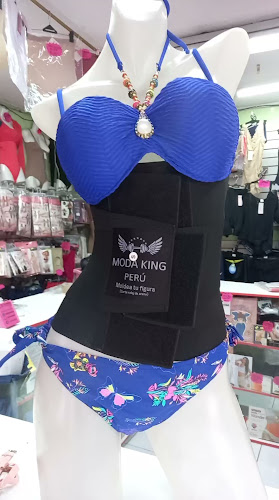 MODA KING
PERÚ
Moldea tu figura